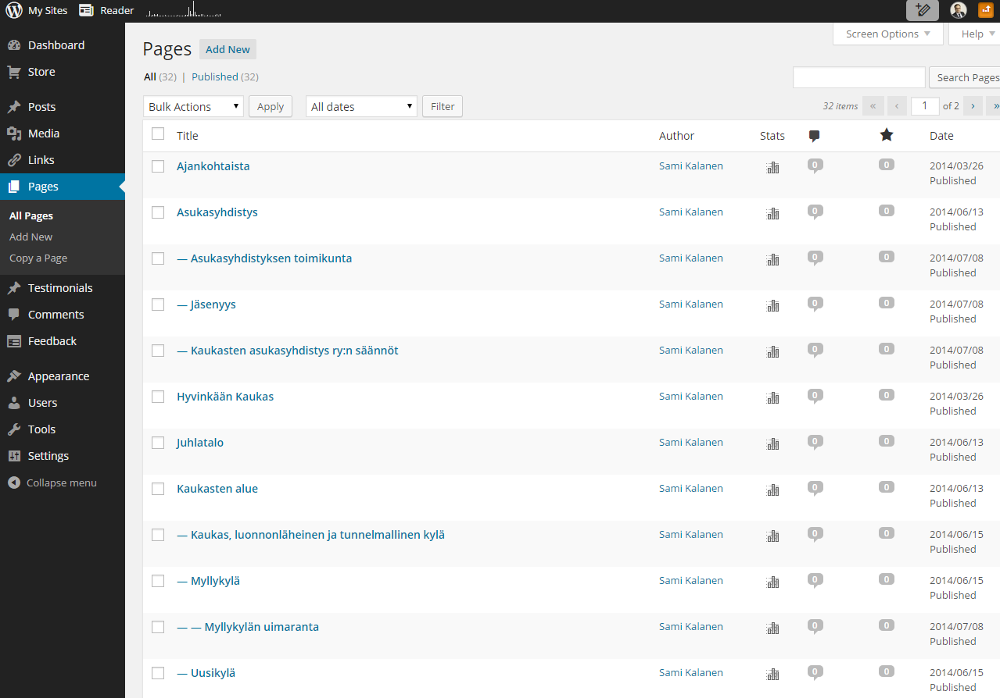 My Sites Reader
Screen Options Help
Dashboard
Store
Posts
Media
Links
Pages
All Pages
Add New
Copy a Page
Testimonials
Comments
Feedback
Appearance
Users
Tools
Settings
Collapse menu
Pages Add New
All (32) | Published (32)
Search Pages
Bulk Actions Apply All dates Filter 32 items « ‹ 1 of 2 › »
Title Author Stats Date
Ajankohtaista Sami Kalanen 0 0 2014/03/26
Published
Asukasyhdistys Sami Kalanen 0 0 2014/06/13
Published
— Asukasyhdistyksen toimikunta Sami Kalanen 0 0 2014/07/08
Published
— Jäsenyys Sami Kalanen 0 0 2014/07/08
Published
— Kaukasten asukasyhdistys ry:n säännöt Sami Kalanen 0 0 2014/07/08
Published
Hyvinkään Kaukas Sami Kalanen 0 0 2014/03/26
Published
Juhlatalo Sami Kalanen 0 0 2014/06/13
Published
Kaukasten alue Sami Kalanen 0 0 2014/06/13
Published
— Kaukas, luonnonläheinen ja tunnelmallinen kylä Sami Kalanen 0 0 2014/06/15
Published
— Myllykylä Sami Kalanen 0 0 2014/06/15
Published
— — Myllykylän uimaranta Sami Kalanen 0 0 2014/07/08
Published
— Uusikylä Sami Kalanen 0 0 2014/06/15
Published